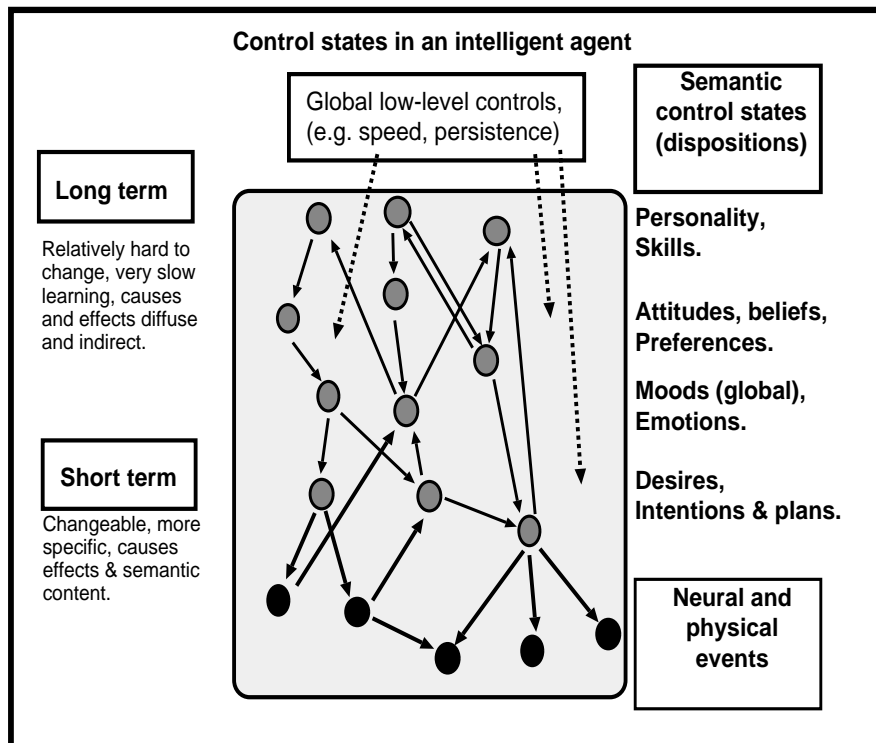 Control states in an intelligent agent
Global low-level controls,
(e.g. speed, persistence)
Semantic
control states
(dispositions)
Long term
Relatively hard to
change, very slow
learning, causes
and effects diffuse
and indirect.
Personality,
Skills.
Attitudes, beliefs,
Preferences.
Moods (global),
Emotions.
Short term
Changeable, more
specific, causes
effects & semantic
content.
Desires,
Intentions & plans.
Neural and
physical
events